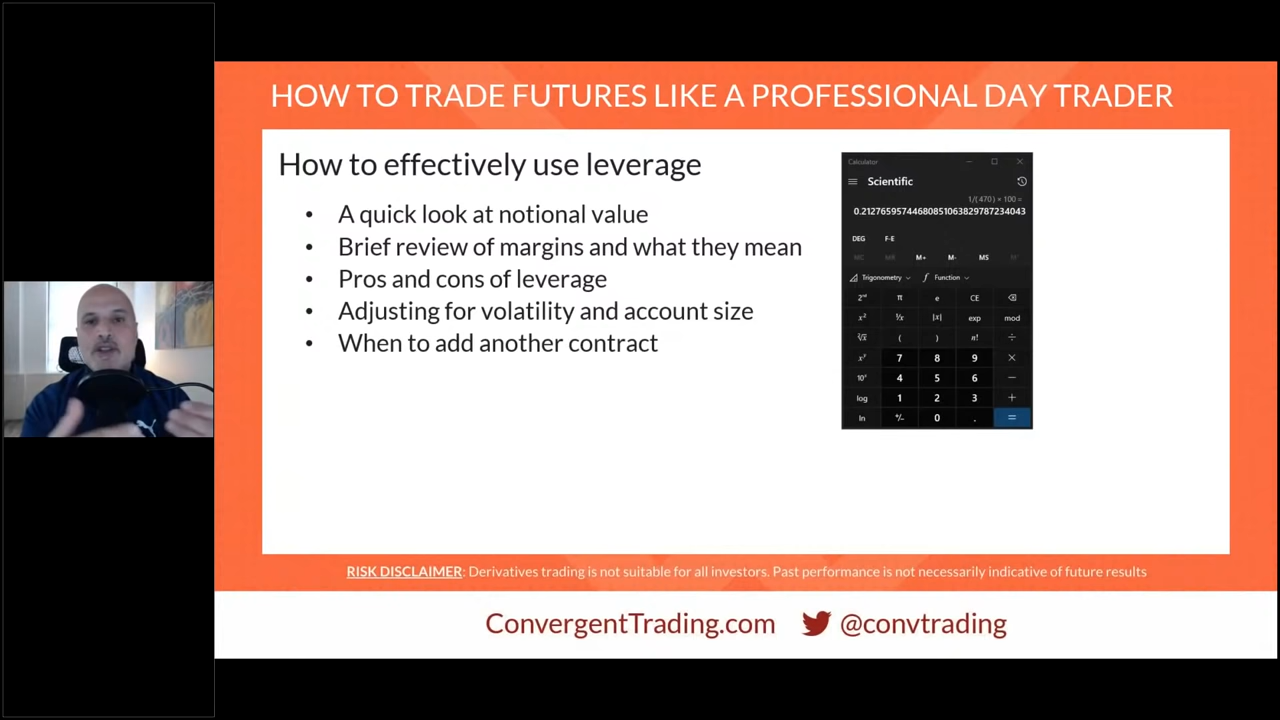 HOW TO TRADE FUTURES LIKE A PROFESSIONAL DAY TRADER
How to effectively use leverage
• A quick look at notional value
• Brief review of margins and what they mean
• Pros and cons of leverage
• Adjusting for volatility and account size
• When to add another contract
Calculator
Scientific
1/( 470 ) × 100 =
0.21276595744680851063829787234043
DEG F-E
MC MR M+ M- MS
Trigonometry Function
2ⁿᵈ π e CE
x² ¹/x |x| exp mod
²√x ( ) n! ÷
xʸ 7 8 9 ×
10ˣ 4 5 6 −
log 1 2 3 +
ln +/- 0 . =
RISK DISCLAIMER: Derivatives trading is not suitable for all investors. Past performance is not necessarily indicative of future results
ConvergentTrading.com @convtrading